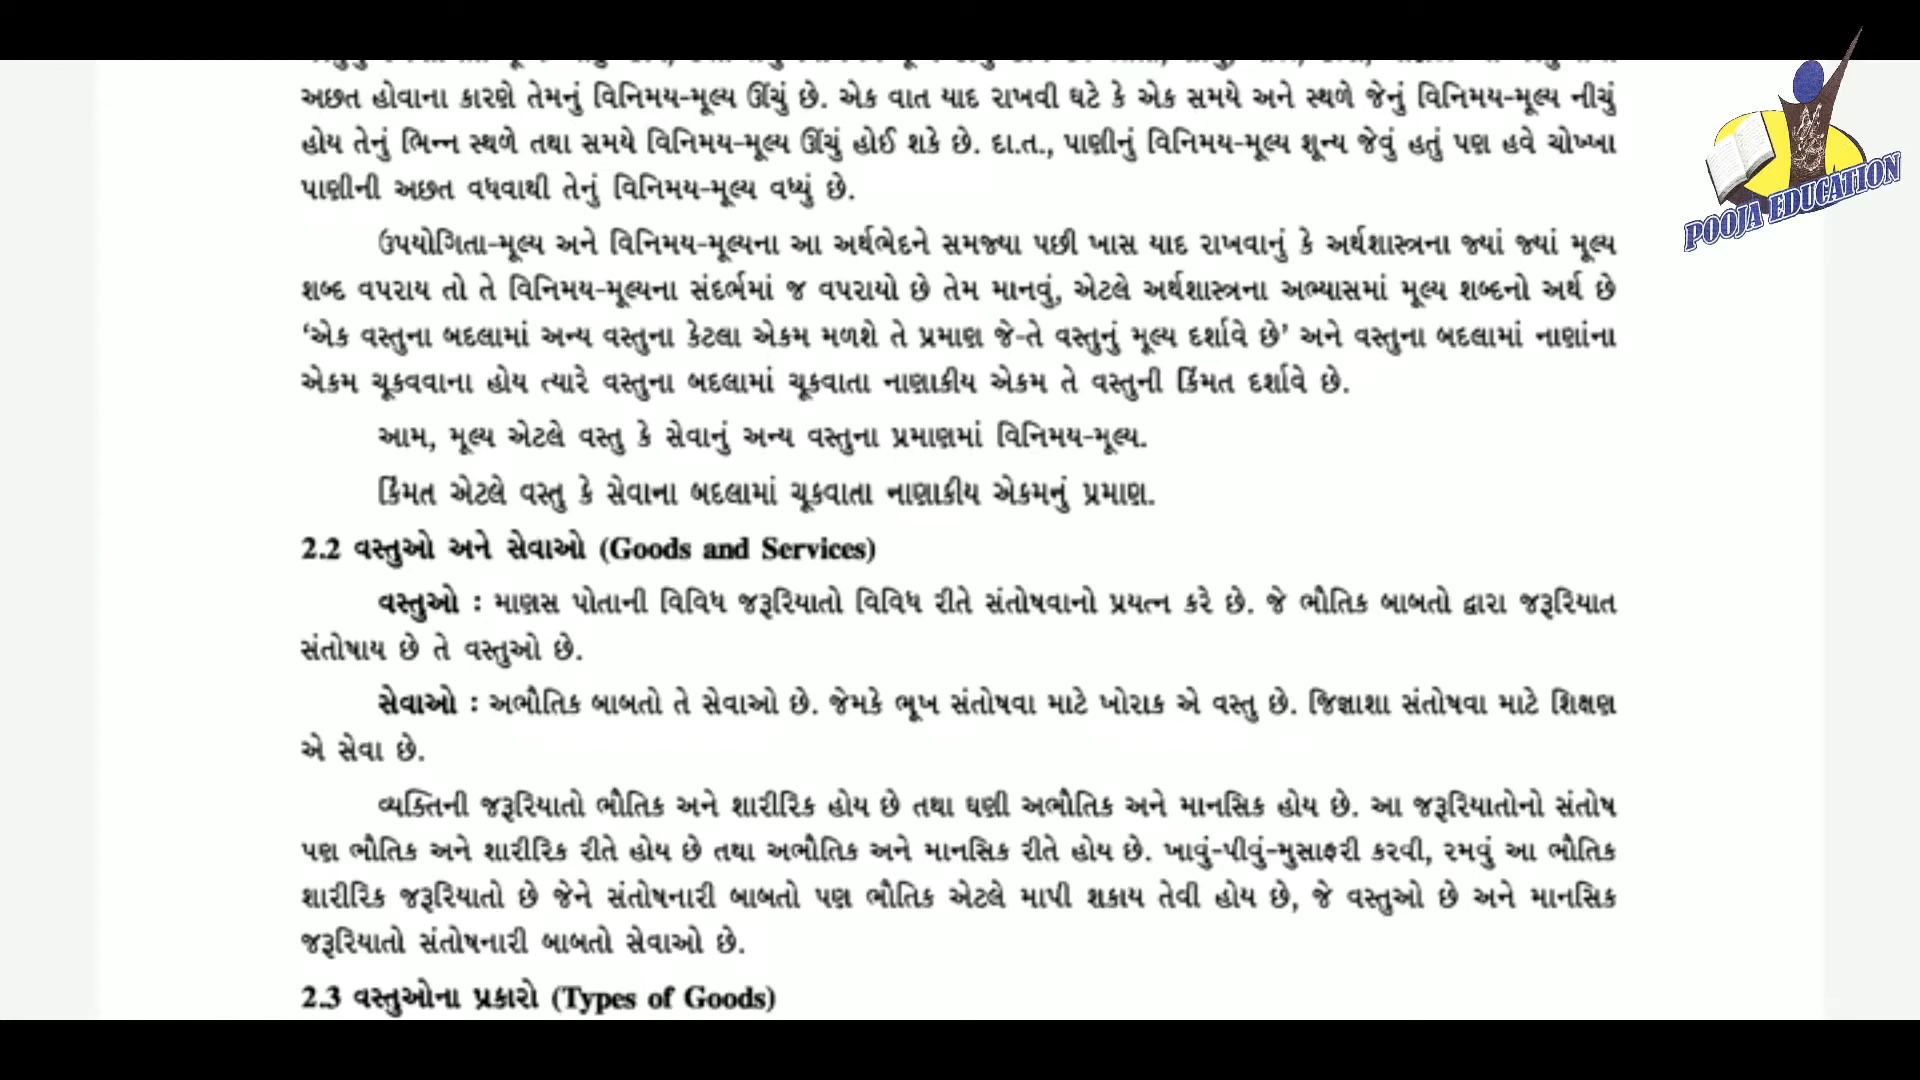 અછત હોવાના કારણે તેમનું વિનિમય-મૂલ્ય ઊંચું છે. એક વાત યાદ રાખવી ઘટે કે એક સમયે અને સ્થળે જેનું વિનિમય-મૂલ્ય નીચું
હોય તેનું ભિન્ન સ્થળે તથા સમયે વિનિમય-મૂલ્ય ઊંચું હોઈ શકે છે. દા.ત., પાણીનું વિનિમય-મૂલ્ય શૂન્ય જેવું હતું પણ હવે ચોખ્ખા
પાણીની અછત વધવાથી તેનું વિનિમય-મૂલ્ય વધ્યું છે.
ઉપયોગિતા-મૂલ્ય અને વિનિમય-મૂલ્યના આ અર્થભેદને સમજ્યા પછી ખાસ યાદ રાખવાનું કે અર્થશાસ્ત્રના જ્યાં જ્યાં મૂલ્ય
શબ્દ વપરાય તો તે વિનિમય-મૂલ્યના સંદર્ભમાં જ વપરાયો છે તેમ માનવું, એટલે અર્થશાસ્ત્રના અભ્યાસમાં મૂલ્ય શબ્દનો અર્થ છે
‘એક વસ્તુના બદલામાં અન્ય વસ્તુના કેટલા એકમ મળશે તે પ્રમાણ જે-તે વસ્તુનું મૂલ્ય દર્શાવે છે’ અને વસ્તુના બદલામાં નાણાંના
એકમ ચૂકવવાના હોય ત્યારે વસ્તુના બદલામાં ચૂકવાતા નાણાકીય એકમ તે વસ્તુની કિંમત દર્શાવે છે.
આમ, મૂલ્ય એટલે વસ્તુ કે સેવાનું અન્ય વસ્તુના પ્રમાણમાં વિનિમય-મૂલ્ય.
કિંમત એટલે વસ્તુ કે સેવાના બદલામાં ચૂકવાતા નાણાકીય એકમનું પ્રમાણ.
2.2 વસ્તુઓ અને સેવાઓ (Goods and Services)
વસ્તુઓ : માણસ પોતાની વિવિધ જરૂરિયાતો વિવિધ રીતે સંતોષવાનો પ્રયત્ન કરે છે. જે ભૌતિક બાબતો દ્વારા જરૂરિયાત
સંતોષાય છે તે વસ્તુઓ છે.
સેવાઓ : અભૌતિક બાબતો તે સેવાઓ છે. જેમકે ભૂખ સંતોષવા માટે ખોરાક એ વસ્તુ છે. જિજ્ઞાશા સંતોષવા માટે શિક્ષણ
એ સેવા છે.
વ્યક્તિની જરૂરિયાતો ભૌતિક અને શારીરિક હોય છે તથા ઘણી અભૌતિક અને માનસિક હોય છે. આ જરૂરિયાતોનો સંતોષ
પણ ભૌતિક અને શારીરિક રીતે હોય છે તથા અભૌતિક અને માનસિક રીતે હોય છે. ખાવું-પીવું-મુસાફરી કરવી, રમવું આ ભૌતિક
શારીરિક જરૂરિયાતો છે જેને સંતોષનારી બાબતો પણ ભૌતિક એટલે માપી શકાય તેવી હોય છે, જે વસ્તુઓ છે અને માનસિક
જરૂરિયાતો સંતોષનારી બાબતો સેવાઓ છે.
2.3 વસ્તુઓના પ્રકારો (Types of Goods)
POOJA EDUCATION